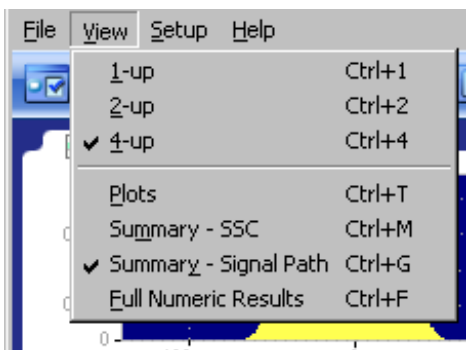 File View Setup Help
1-up Ctrl+1
2-up Ctrl+2
4-up Ctrl+4
Plots Ctrl+T
Summary - SSC Ctrl+M
Summary - Signal Path Ctrl+G
Full Numeric Results Ctrl+F
0